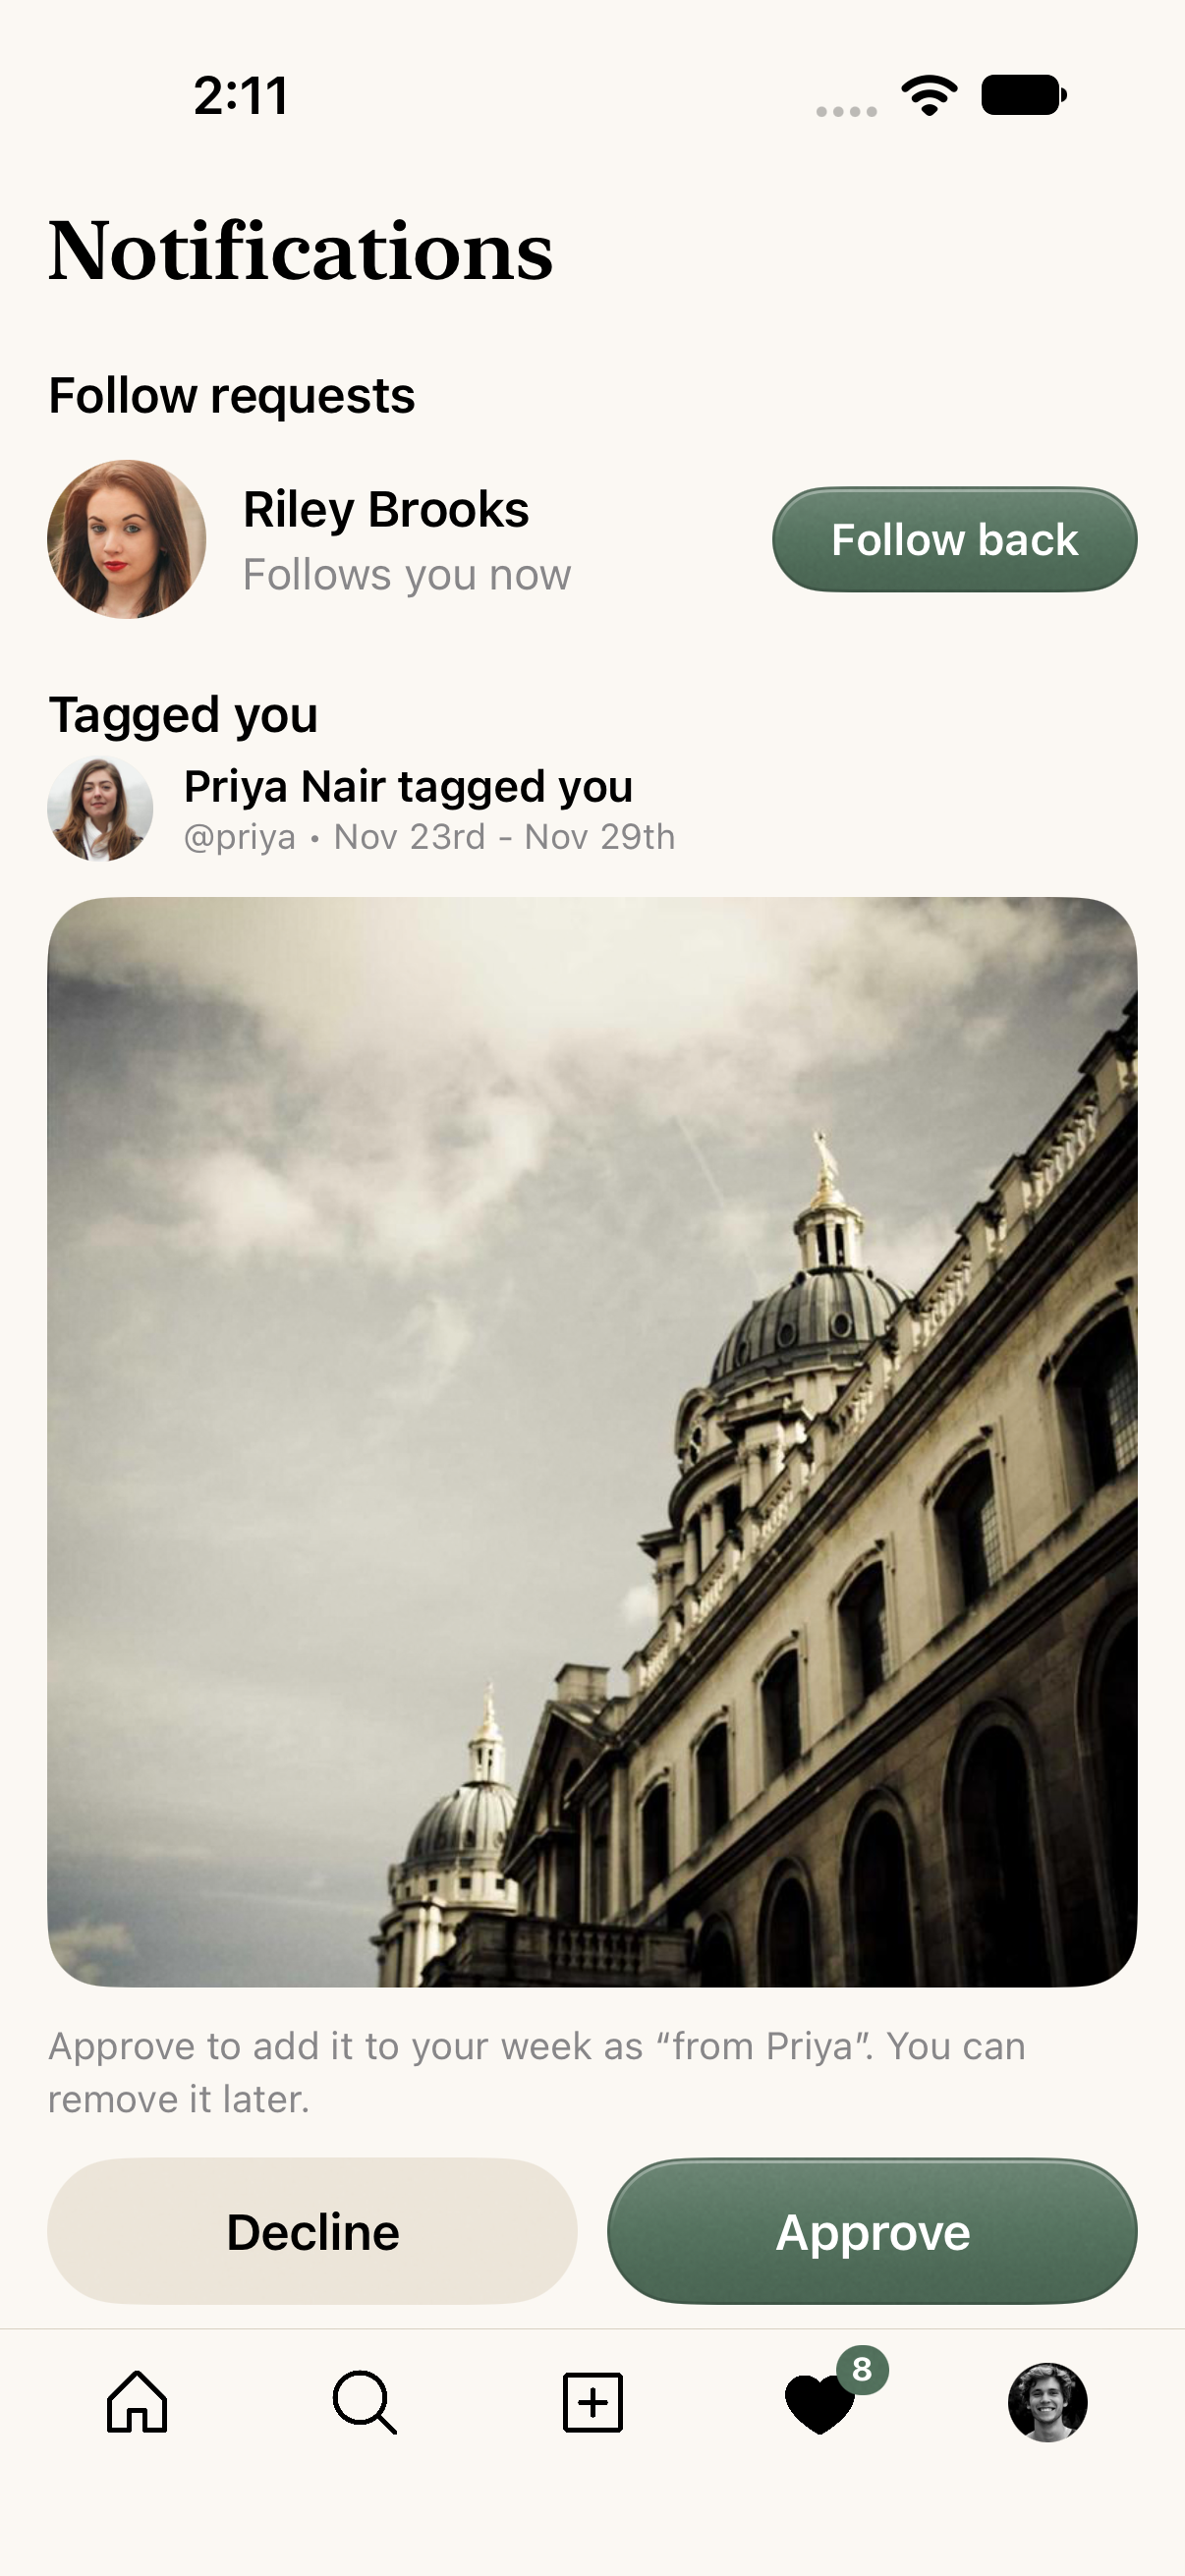 2:11
Notifications
Follow requests
Riley Brooks
Follows you now
Follow back
Tagged you
Priya Nair tagged you
@priya • Nov 23rd - Nov 29th
Approve to add it to your week as “from Priya”. You can
remove it later.
Decline
Approve
8